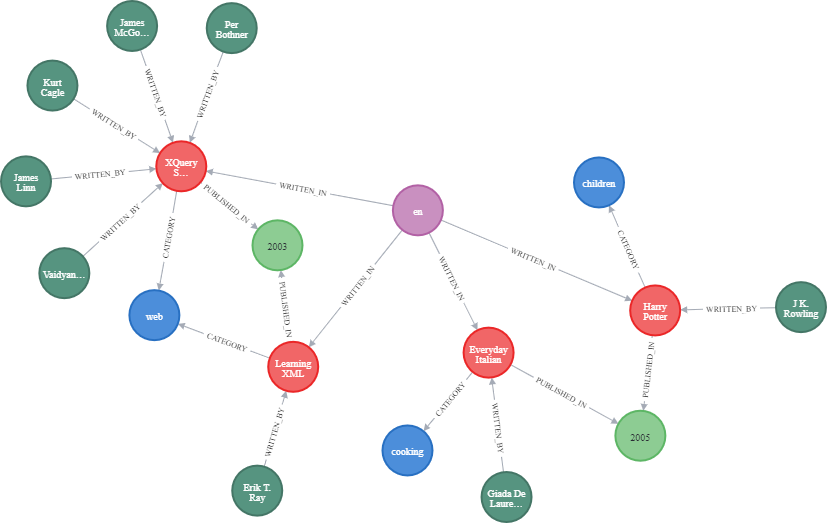 James
McGo...
Per
Bothner
Kurt
Cagle
WRITTEN_BY
WRITTEN_BY
WRITTEN_BY
XQuery
S...
James
Linn
WRITTEN_BY
WRITTEN_BY
PUBLISHED_IN
WRITTEN_IN
children
en
CATEGORY
2003
CATEGORY
Vaidyan...
WRITTEN_IN
WRITTEN_IN
WRITTEN_IN
PUBLISHED_IN
web
Harry
Potter
WRITTEN_BY
J K.
Rowling
CATEGORY
Learning
XML
Everyday
Italian
PUBLISHED_IN
PUBLISHED_IN
CATEGORY
WRITTEN_BY
WRITTEN_BY
cooking
2005
Erik T.
Ray
Giada De
Laure...